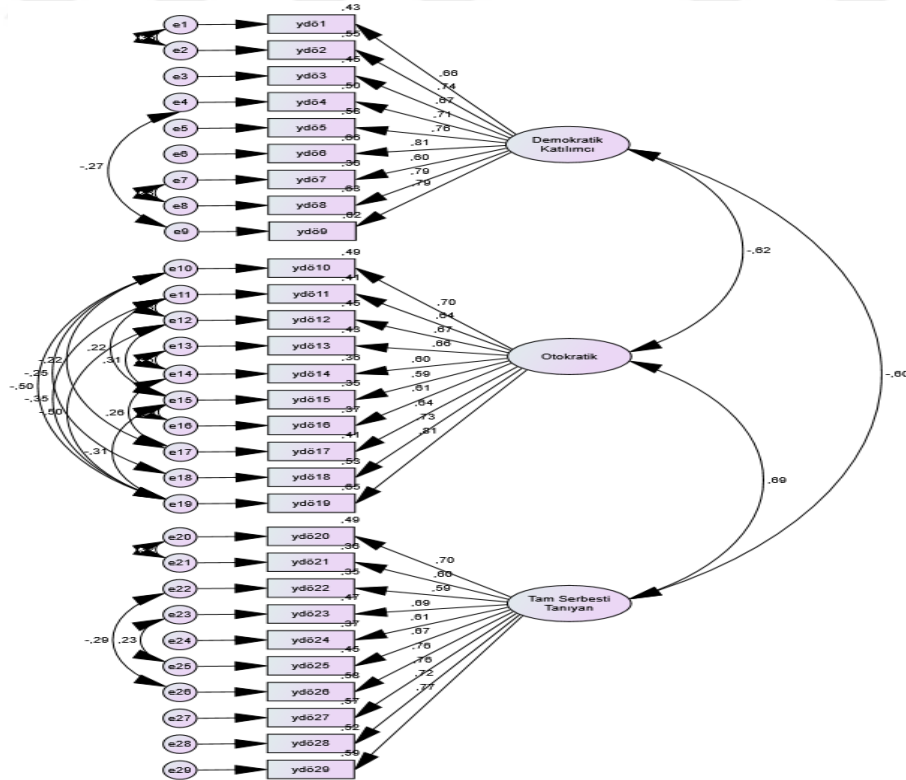 .43
e1 ydö1
.55
e2 ydö2
.45
e3 ydö3
.66
.74
.67
.50
e4 ydö4
.71
.58
e5 ydö5
.76
.66
e6 ydö6
.81
Demokratik
Katılımcı
.60
.36
-,27
e7 ydö7
.79
.79
.63
e8 ydö8
.62
e9 ydö9
-,62
.49
e10 ydö10
.41
e11 ydö11
.45
e12 ydö12
.70
.64
.67
.43
e13 ydö13
.66
.22
-,22
.31
Otokratik
.36
e14 ydö14
.60
-,25
.59
-,50
-,60
.35
e15 ydö15
.61
-,35
.64
.26
-,50
.37
e16 ydö16
.73
.81
.41
e17 ydö17
-,31
.53
e18 ydö18
.69
.65
e19 ydö19
.49
e20 ydö20
.36
e21 ydö21
.70
.60
.35
e22 ydö22
.59
.47
e23 ydö23
.69
Tam Serbesti
Tanıyan
.61
.37
-,29
.23
e24 ydö24
.67
.45
e25 ydö25
.76
.76
.58
e26 ydö26
.72
.77
.57
e27 ydö27
.52
e28 ydö28
.59
e29 ydö29